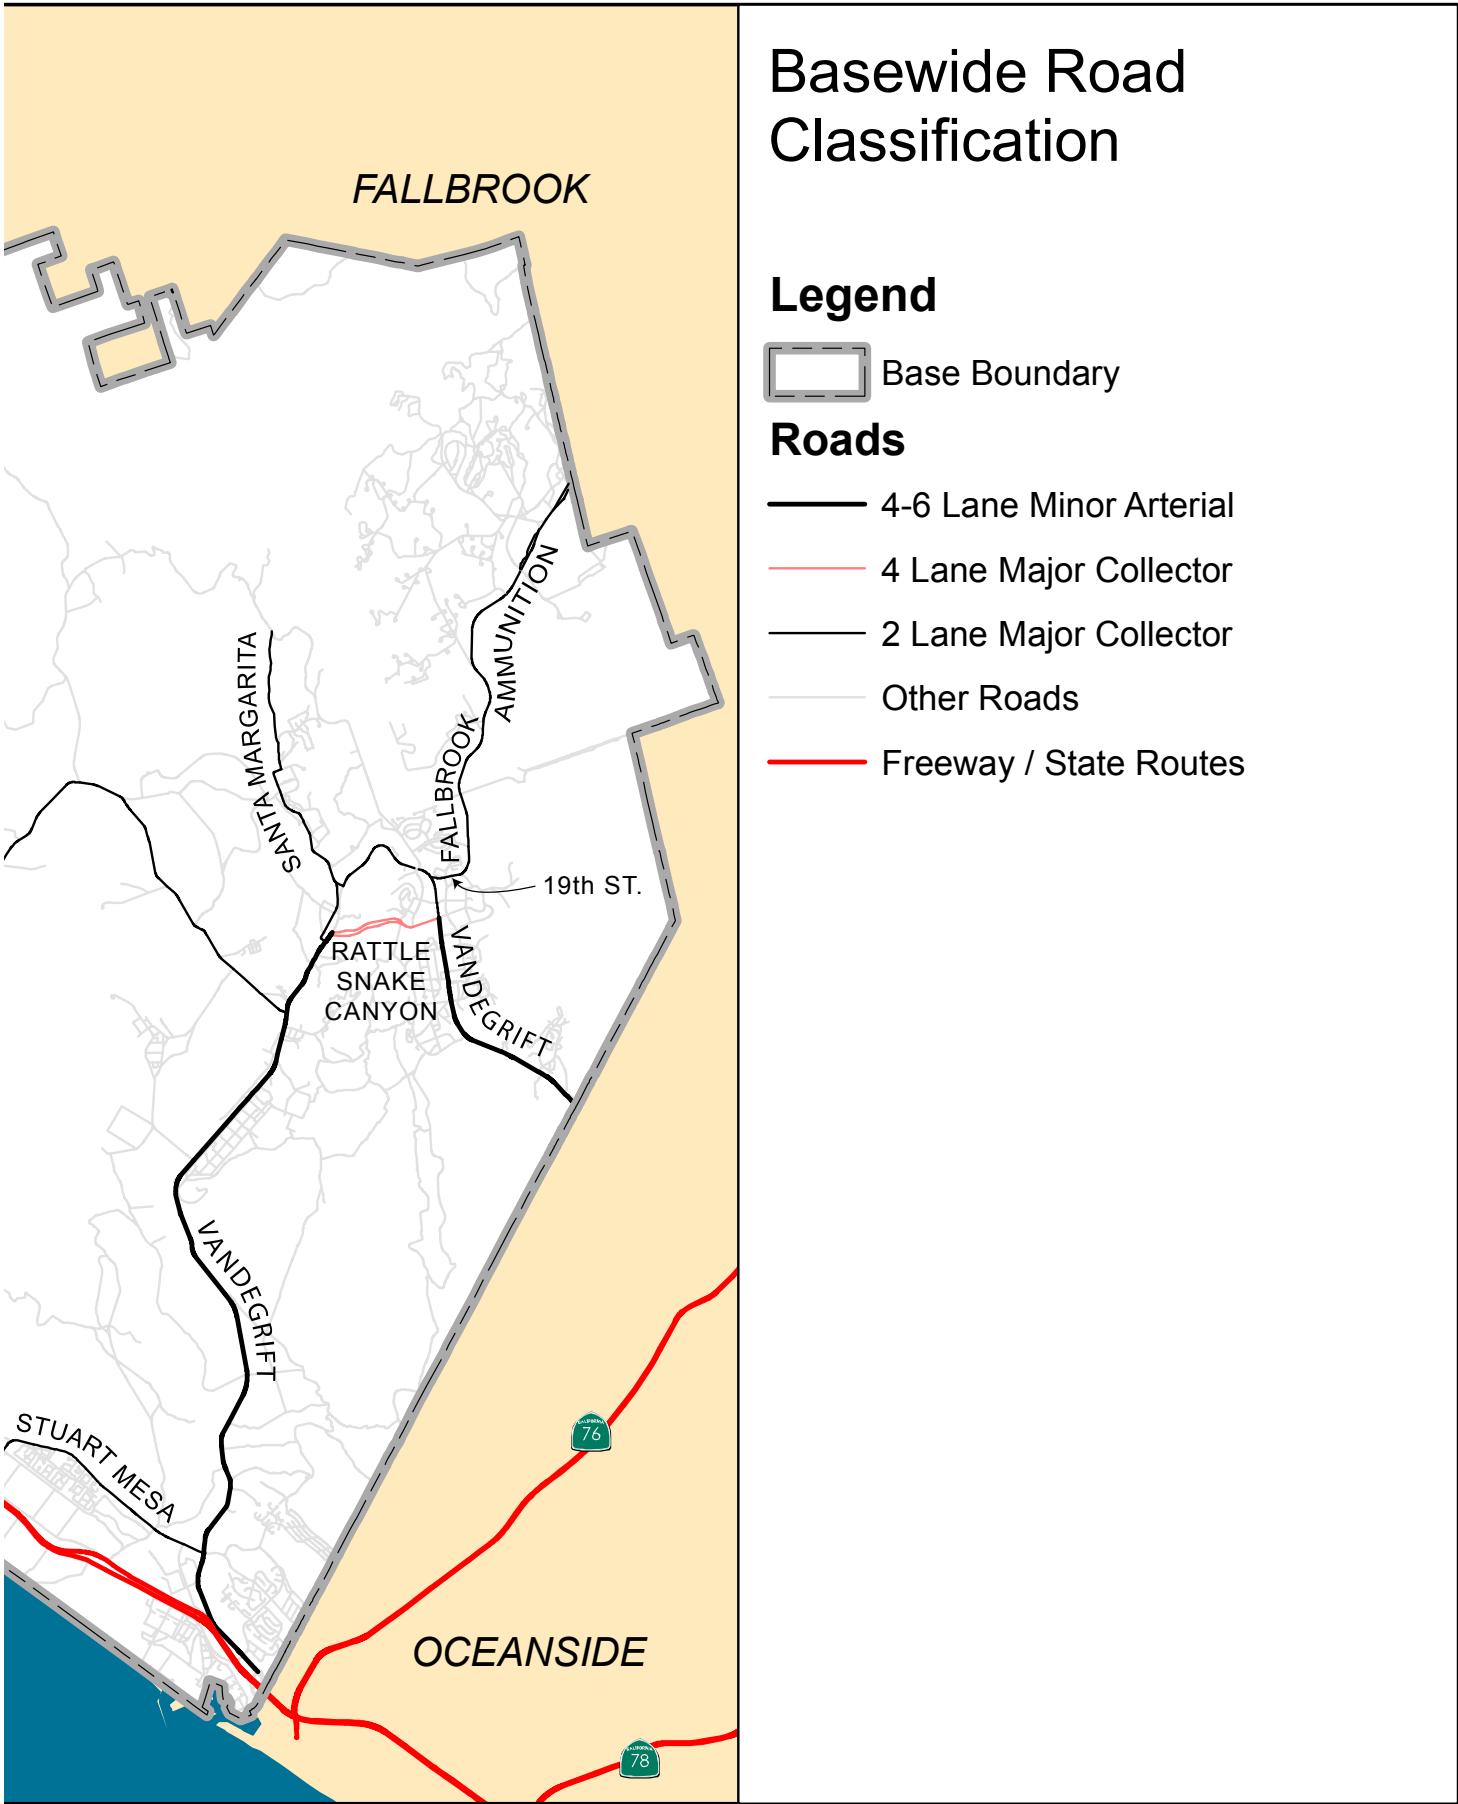 Basewide Road
Classification
Legend
Base Boundary
Roads
4-6 Lane Minor Arterial
4 Lane Major Collector
2 Lane Major Collector
Other Roads
Freeway / State Routes
FALLBROOK
AMMUNITION
SANTA MARGARITA
FALLBROOK
19th ST.
RATTLE
SNAKE
CANYON
VANDEGRIFT
VANDEGRIFT
STUART MESA
CALIFORNIA
76
OCEANSIDE
CALIFORNIA
78